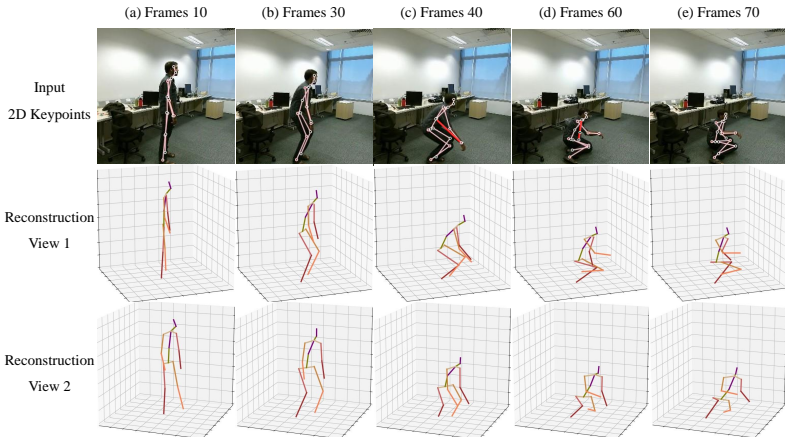 (a) Frames 10
(b) Frames 30
(c) Frames 40
(d) Frames 60
(e) Frames 70
Input
2D Keypoints
Reconstruction
View 1
Reconstruction
View 2